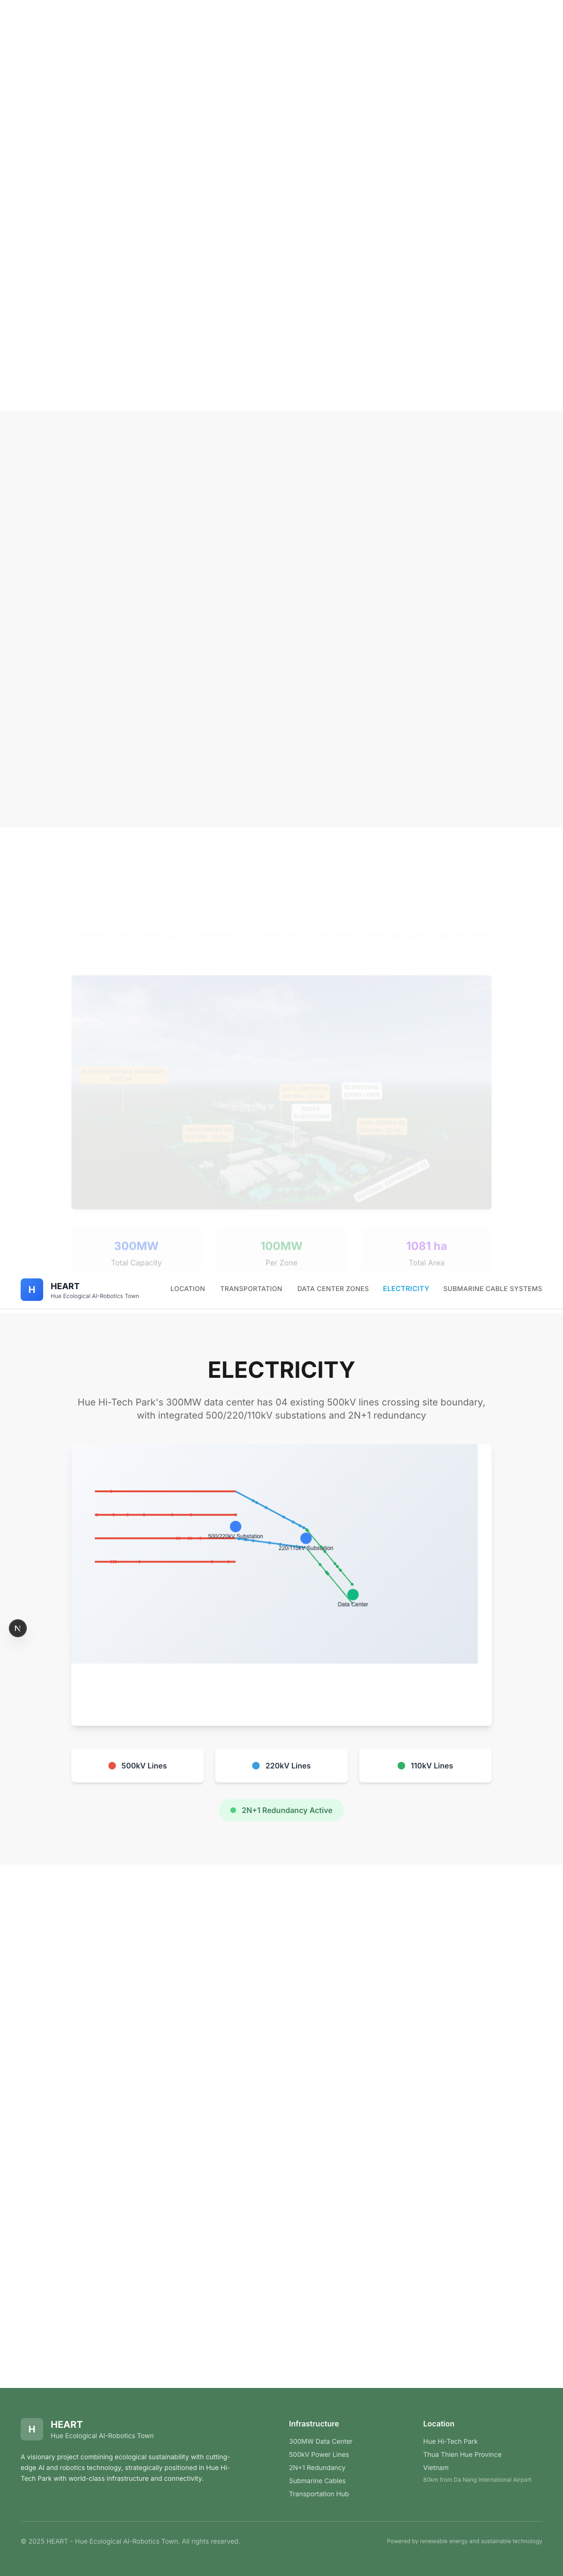 300MW
100MW
1081 ha
Total Capacity
Per Zone
Total Area
H
HEART
Hue Ecological AI-Robotics Town
LOCATION
TRANSPORTATION
DATA CENTER ZONES
ELECTRICITY
SUBMARINE CABLE SYSTEMS
ELECTRICITY
Hue Hi-Tech Park's 300MW data center has 04 existing 500kV lines crossing site boundary,
with integrated 500/220/110kV substations and 2N+1 redundancy
500/220kV Substation
220/110kV Substation
Data Center
N
500kV Lines
220kV Lines
110kV Lines
2N+1 Redundancy Active
H
HEART
Hue Ecological AI-Robotics Town
A visionary project combining ecological sustainability with cutting-
edge AI and robotics technology, strategically positioned in Hue Hi-
Tech Park with world-class infrastructure and connectivity.
Infrastructure
300MW Data Center
500kV Power Lines
2N+1 Redundancy
Submarine Cables
Transportation Hub
Location
Hue Hi-Tech Park
Thua Thien Hue Province
Vietnam
80km from Da Nang International Airport
© 2025 HEART - Hue Ecological AI-Robotics Town. All rights reserved.
Powered by renewable energy and sustainable technology